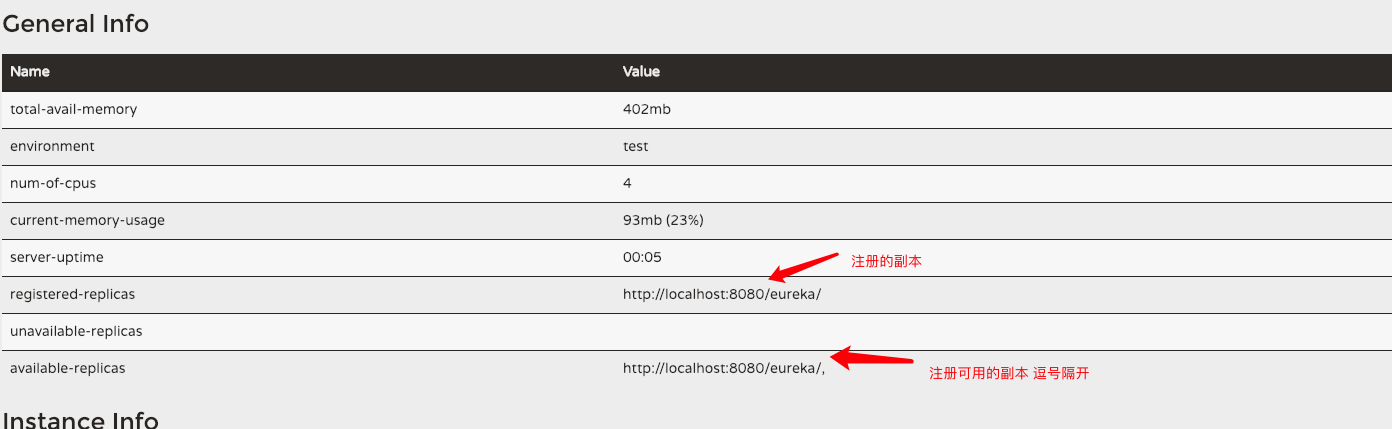 General Info
Name Value
total-avail-memory 402mb
environment test
num-of-cpus 4
current-memory-usage 93mb (23%)
server-uptime 00:05
注册的副本
registered-replicas http://localhost:8080/eureka/
unavailable-replicas
available-replicas http://localhost:8080/eureka/,
注册可用的副本 逗号隔开
Instance Info